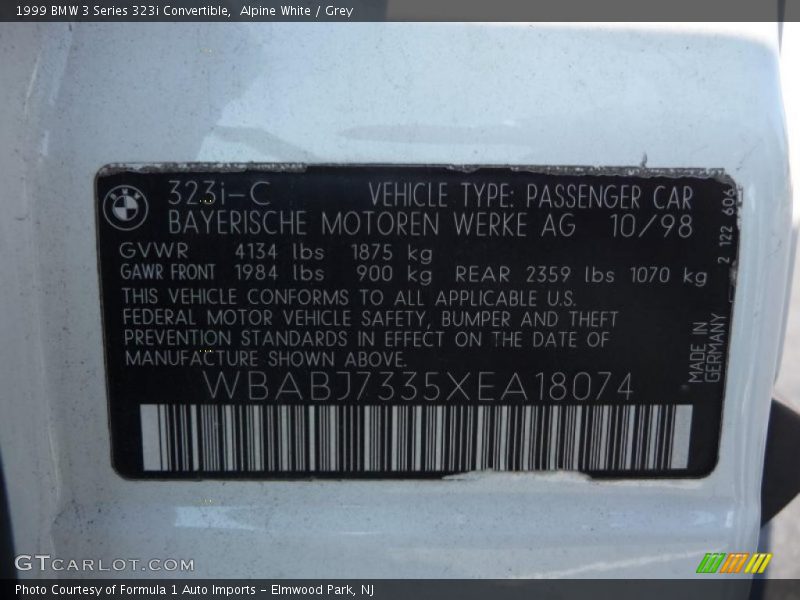 1999 BMW 3 Series 323i Convertible, Alpine White / Grey
323i-C VEHICLE TYPE: PASSENGER CAR
BAYERISCHE MOTOREN WERKE AG 10/98
GVWR 4134 lbs 1875 kg
GAWR FRONT 1984 lbs 900 kg REAR 2359 lbs 1070 kg
THIS VEHICLE CONFORMS TO ALL APPLICABLE U.S.
FEDERAL MOTOR VEHICLE SAFETY, BUMPER AND THEFT
PREVENTION STANDARDS IN EFFECT ON THE DATE OF
MANUFACTURE SHOWN ABOVE.
WBABJ7335XEA18074
2 122 606
MADE IN
GERMANY
BMW
GTCARLOT.COM
Photo Courtesy of Formula 1 Auto Imports - Elmwood Park, NJ